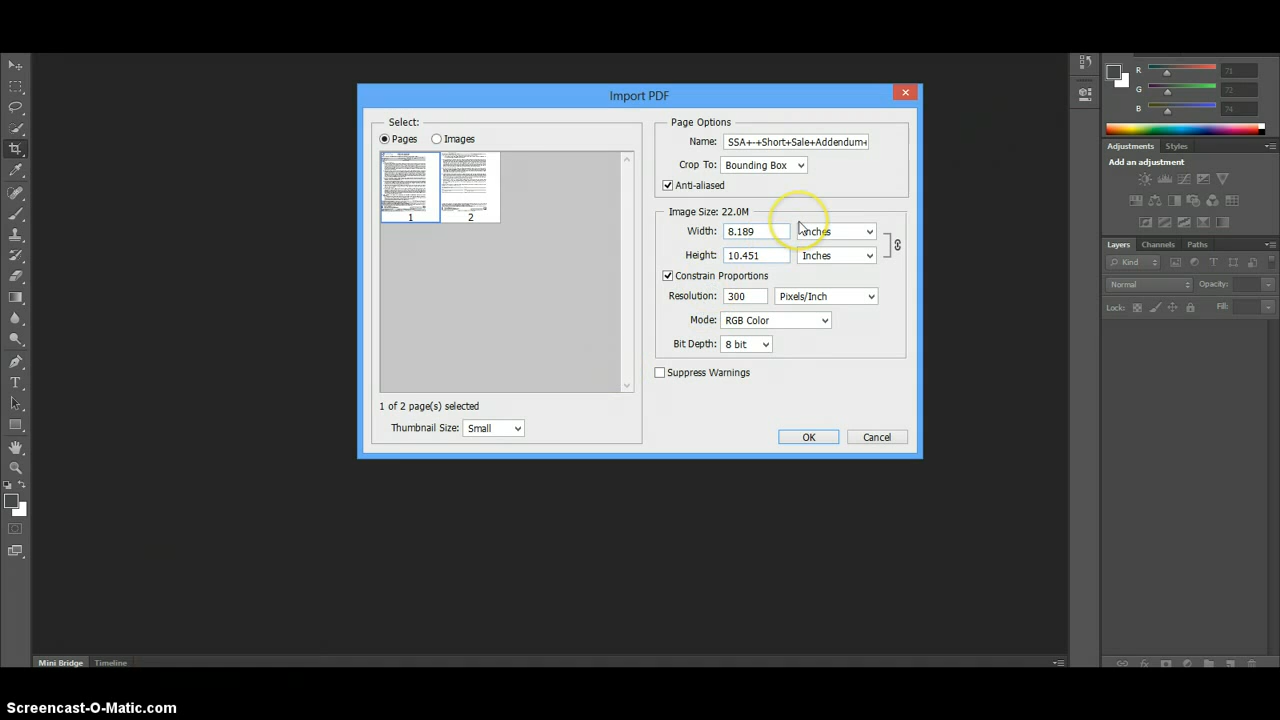 Import PDF
Select:
Pages Images
1 2
1 of 2 page(s) selected
Thumbnail Size: Small
Page Options
Name: SSA+-+Short+Sale+Addendum+
Crop To: Bounding Box
Anti-aliased
Image Size: 22.0M
Width: 8.189 Inches
Height: 10.451 Inches
Constrain Proportions
Resolution: 300 Pixels/Inch
Mode: RGB Color
Bit Depth: 8 bit
Suppress Warnings
OK Cancel
R 71
G 72
B 74
Adjustments Styles
Add an adjustment
Layers Channels Paths
Kind
Normal Opacity:
Lock: Fill:
Mini Bridge Timeline
Screencast-O-Matic.com